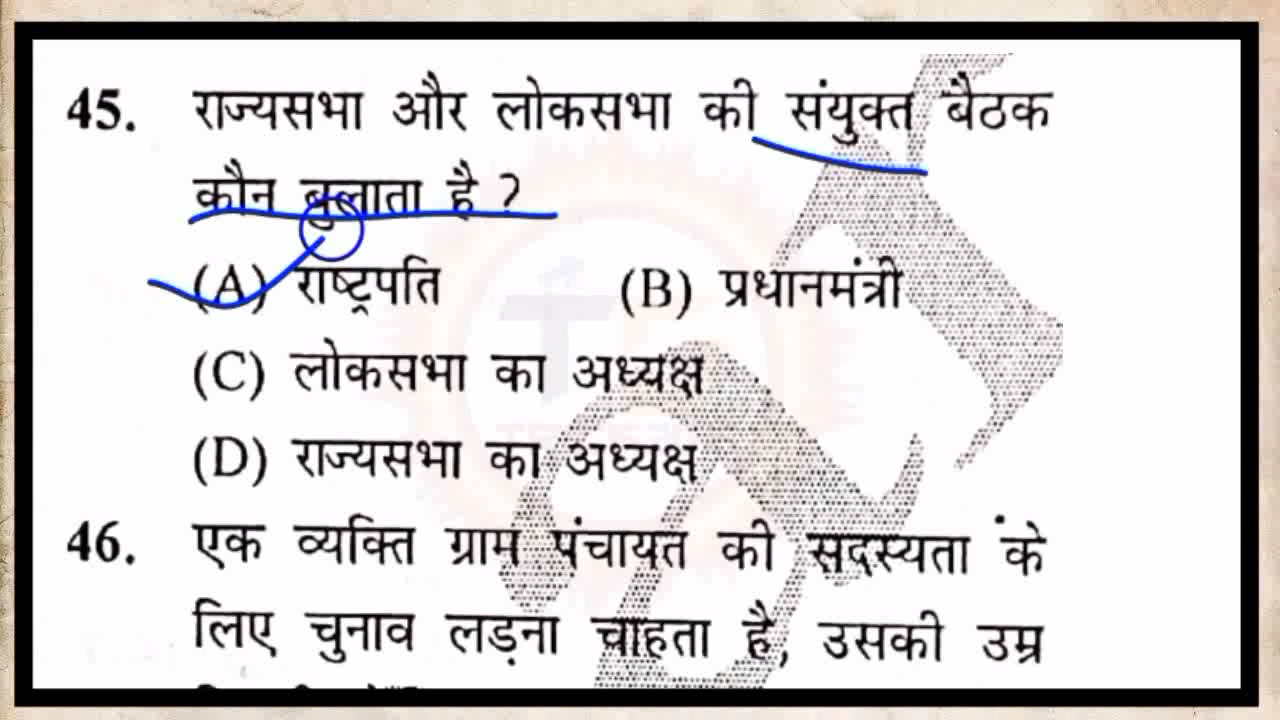 45. राज्यसभा और लोकसभा की संयुक्त बैठक
कौन बुलाता है ?
(A) राष्ट्रपति (B) प्रधानमंत्री
(C) लोकसभा का अध्यक्ष
(D) राज्यसभा का अध्यक्ष
46. एक व्यक्ति ग्राम पंचायत की सदस्यता के
लिए चुनाव लड़ना चाहता है, उसकी उम्र